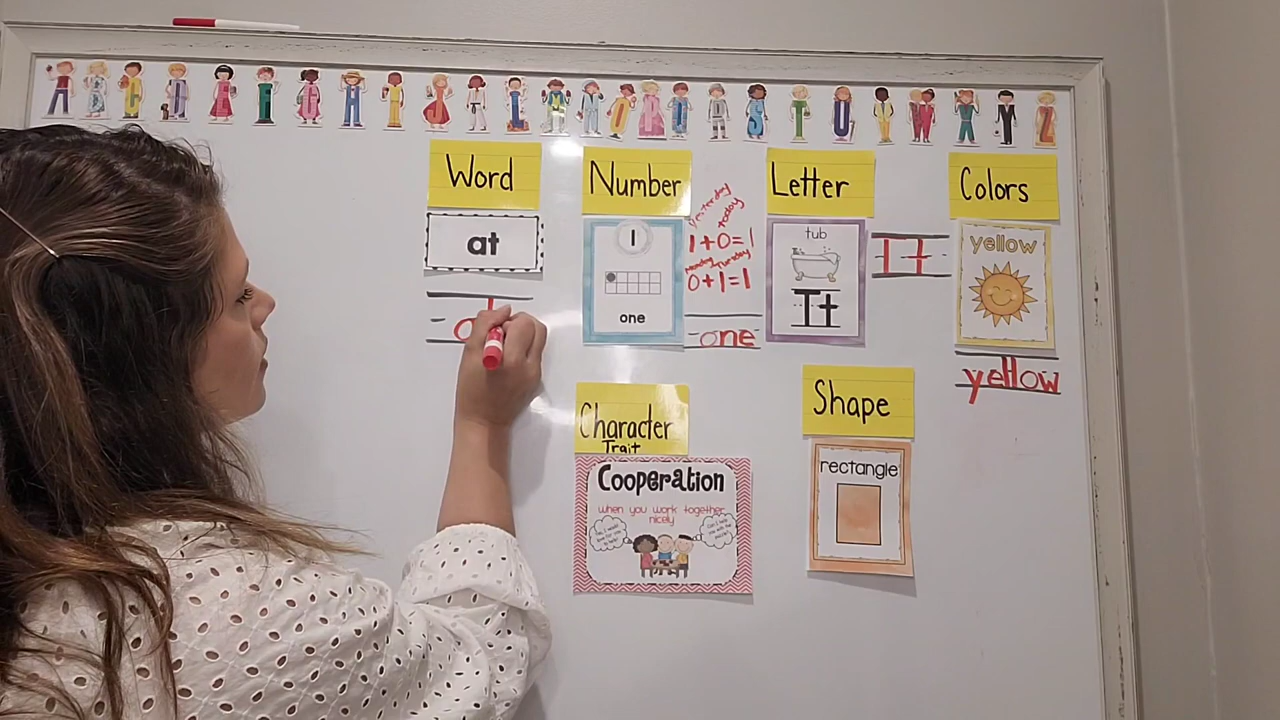 Word
at
a
Number
1
one
Yesterday
today
1+0=1
Monday Tuesday
0+1=1
one
Letter
tub
Tt
Tt
Colors
yellow
yellow
Character
Trait
Cooperation
when you work together
nicely
Shape
rectangle